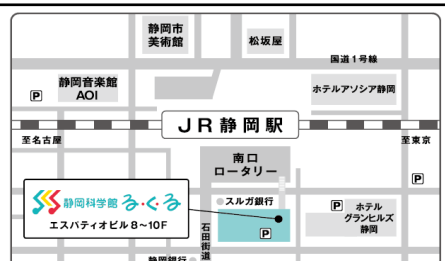 静岡市
美術館
松坂屋
国道1号線
静岡音楽館
AOI
P
ホテルアソシア静岡
JR静岡駅
至名古屋
至東京
南口
ロータリー
P
静岡科学館 る・く・る
エスパティオビル8〜10F
スルガ銀行
P
石田街道
P
ホテル
グランヒルズ
静岡
静岡銀行